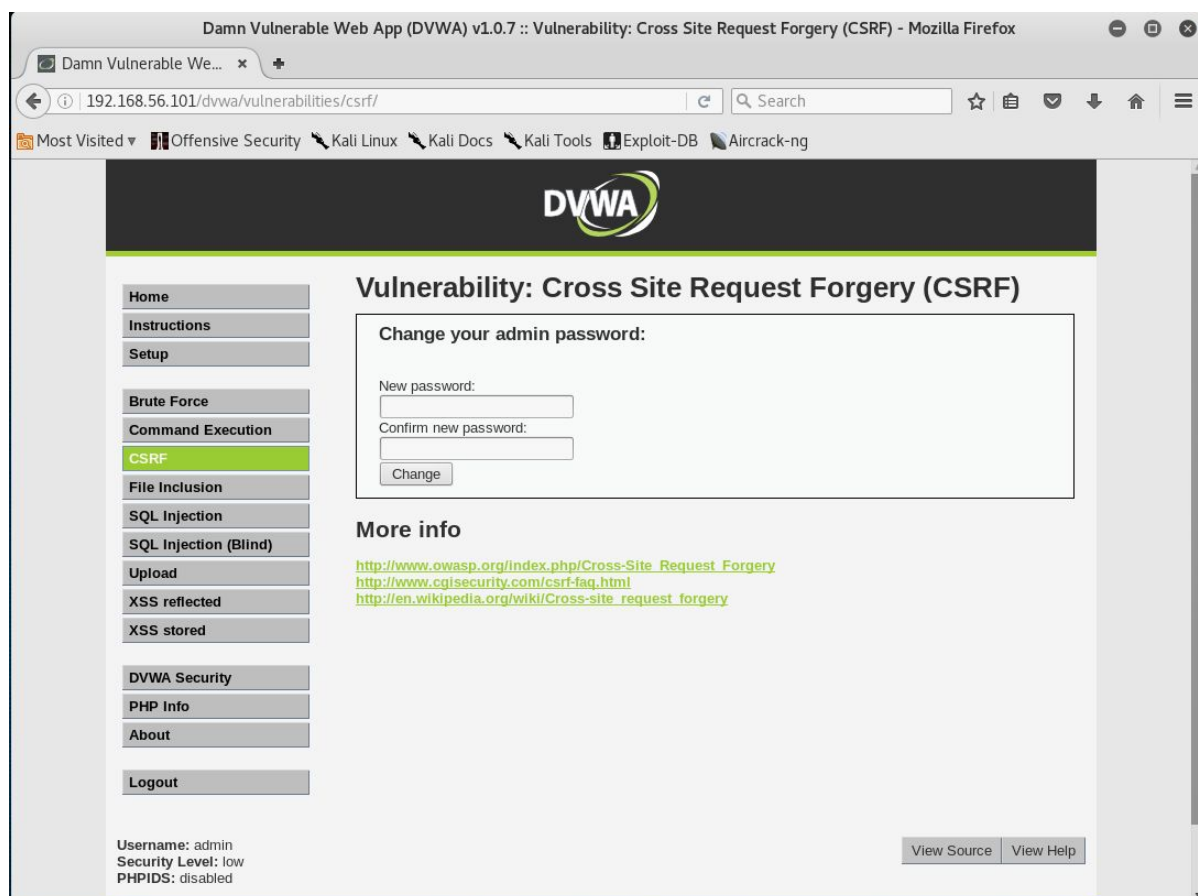 Damn Vulnerable Web App (DVWA) v1.0.7 :: Vulnerability: Cross Site Request Forgery (CSRF) - Mozilla Firefox
Damn Vulnerable We...
192.168.56.101/dvwa/vulnerabilities/csrf/
Search
Most Visited
Offensive Security
Kali Linux
Kali Docs
Kali Tools
Exploit-DB
Aircrack-ng
DVWA
Home
Instructions
Setup
Brute Force
Command Execution
CSRF
File Inclusion
SQL Injection
SQL Injection (Blind)
Upload
XSS reflected
XSS stored
DVWA Security
PHP Info
About
Logout
Vulnerability: Cross Site Request Forgery (CSRF)
Change your admin password:
New password:
Confirm new password:
Change
More info
http://www.owasp.org/index.php/Cross-Site_Request_Forgery
http://www.cgisecurity.com/csrf-faq.html
http://en.wikipedia.org/wiki/Cross-site_request_forgery
Username: admin
Security Level: low
PHPIDS: disabled
View Source
View Help